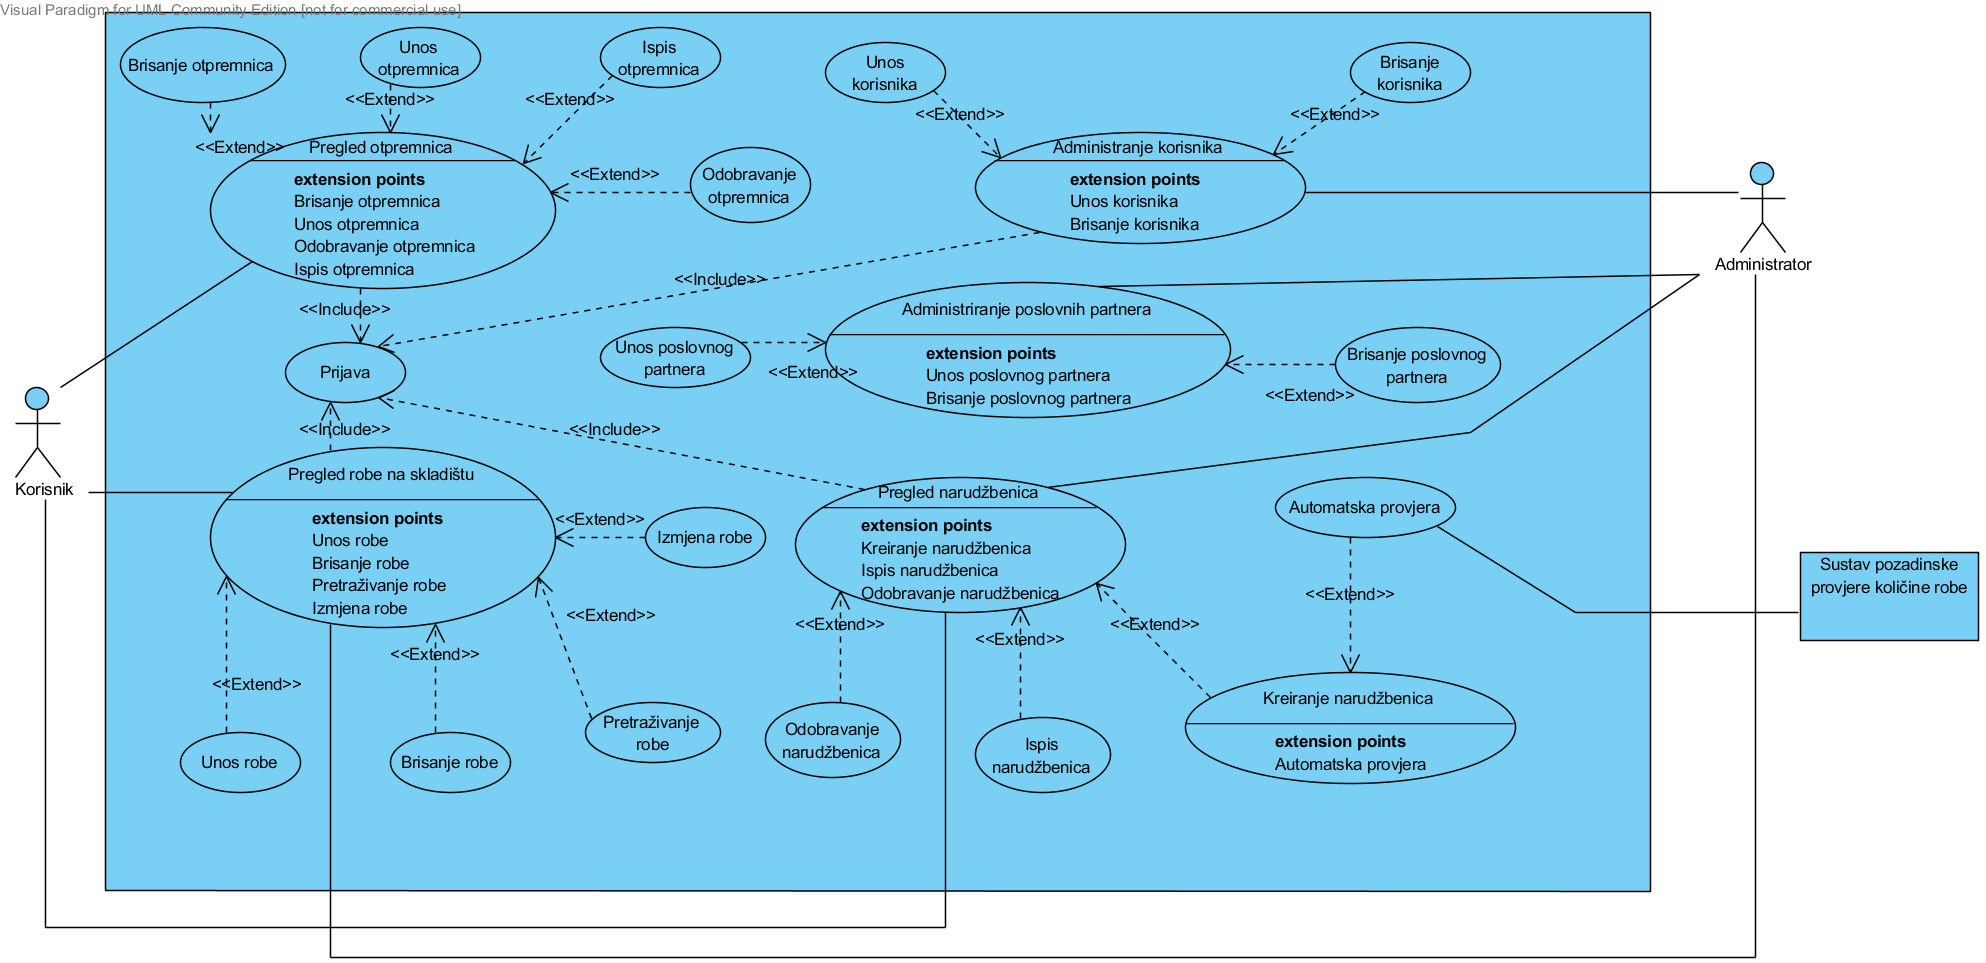 Visual Paradigm for UML Community Edition [not for commercial use]
Brisanje otpremnica
Unos
otpremnica
Ispis
otpremnica
Unos
korisnika
Brisanje
korisnika
<<Extend>>
<<Extend>>
<<Extend>>
<<Extend>>
<<Extend>>
Pregled otpremnica
extension points
Brisanje otpremnica
Unos otpremnica
Odobravanje otpremnica
Ispis otpremnica
<<Extend>>
Odobravanje
otpremnica
Administranje korisnika
extension points
Unos korisnika
Brisanje korisnika
Administrator
<<Include>>
<<Include>>
Administriranje poslovnih partnera
extension points
Unos poslovnog partnera
Brisanje poslovnog partnera
Unos poslovnog
partnera
<<Extend>>
Brisanje poslovnog
partnera
<<Extend>>
Prijava
<<Include>>
<<Include>>
Korisnik
Pregled robe na skladištu
extension points
Unos robe
Brisanje robe
Pretraživanje robe
Izmjena robe
<<Extend>>
Izmjena robe
Pregled narudžbenica
extension points
Kreiranje narudžbenica
Ispis narudžbenica
Odobravanje narudžbenica
Automatska provjera
Sustav pozadinske
provjere količine robe
<<Extend>>
<<Extend>>
<<Extend>>
<<Extend>>
<<Extend>>
<<Extend>>
<<Extend>>
Unos robe
Brisanje robe
Pretraživanje
robe
Odobravanje
narudžbenica
Ispis
narudžbenica
Kreiranje narudžbenica
extension points
Automatska provjera